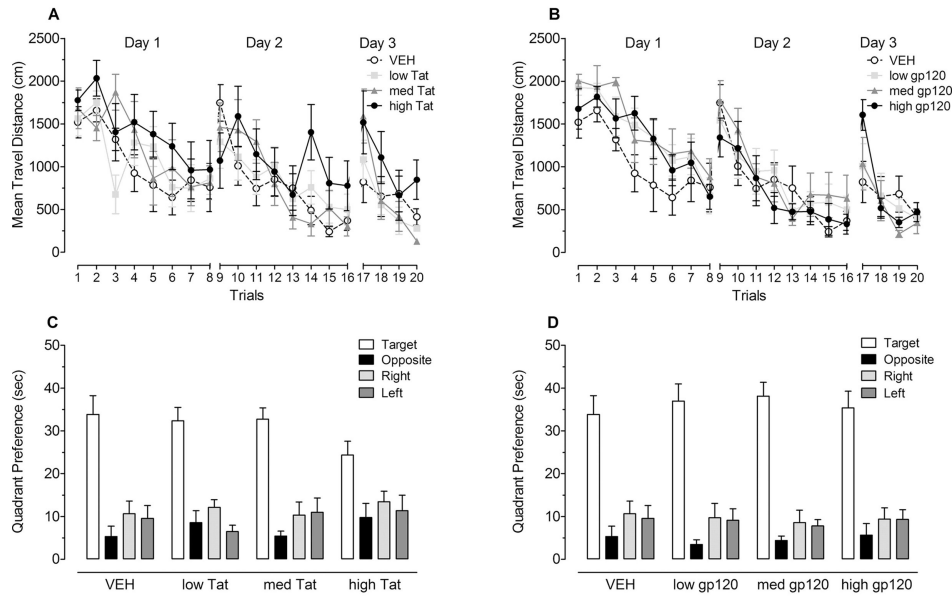 A
Day 1 Day 2 Day 3
VEH
low Tat
med Tat
high Tat
Mean Travel Distance (cm)
2500
2000
1500
1000
500
0
1 2 3 4 5 6 7 8 9 10 11 12 13 14 15 16 17 18 19 20
Trials
B
Day 1 Day 2 Day 3
VEH
low gp120
med gp120
high gp120
Mean Travel Distance (cm)
2500
2000
1500
1000
500
0
1 2 3 4 5 6 7 8 9 10 11 12 13 14 15 16 17 18 19 20
Trials
C
Target
Opposite
Right
Left
Quadrant Preference (sec)
50
40
30
20
10
0
VEH low Tat med Tat high Tat
D
Target
Opposite
Right
Left
Quadrant Preference (sec)
50
40
30
20
10
0
VEH low gp120 med gp120 high gp120